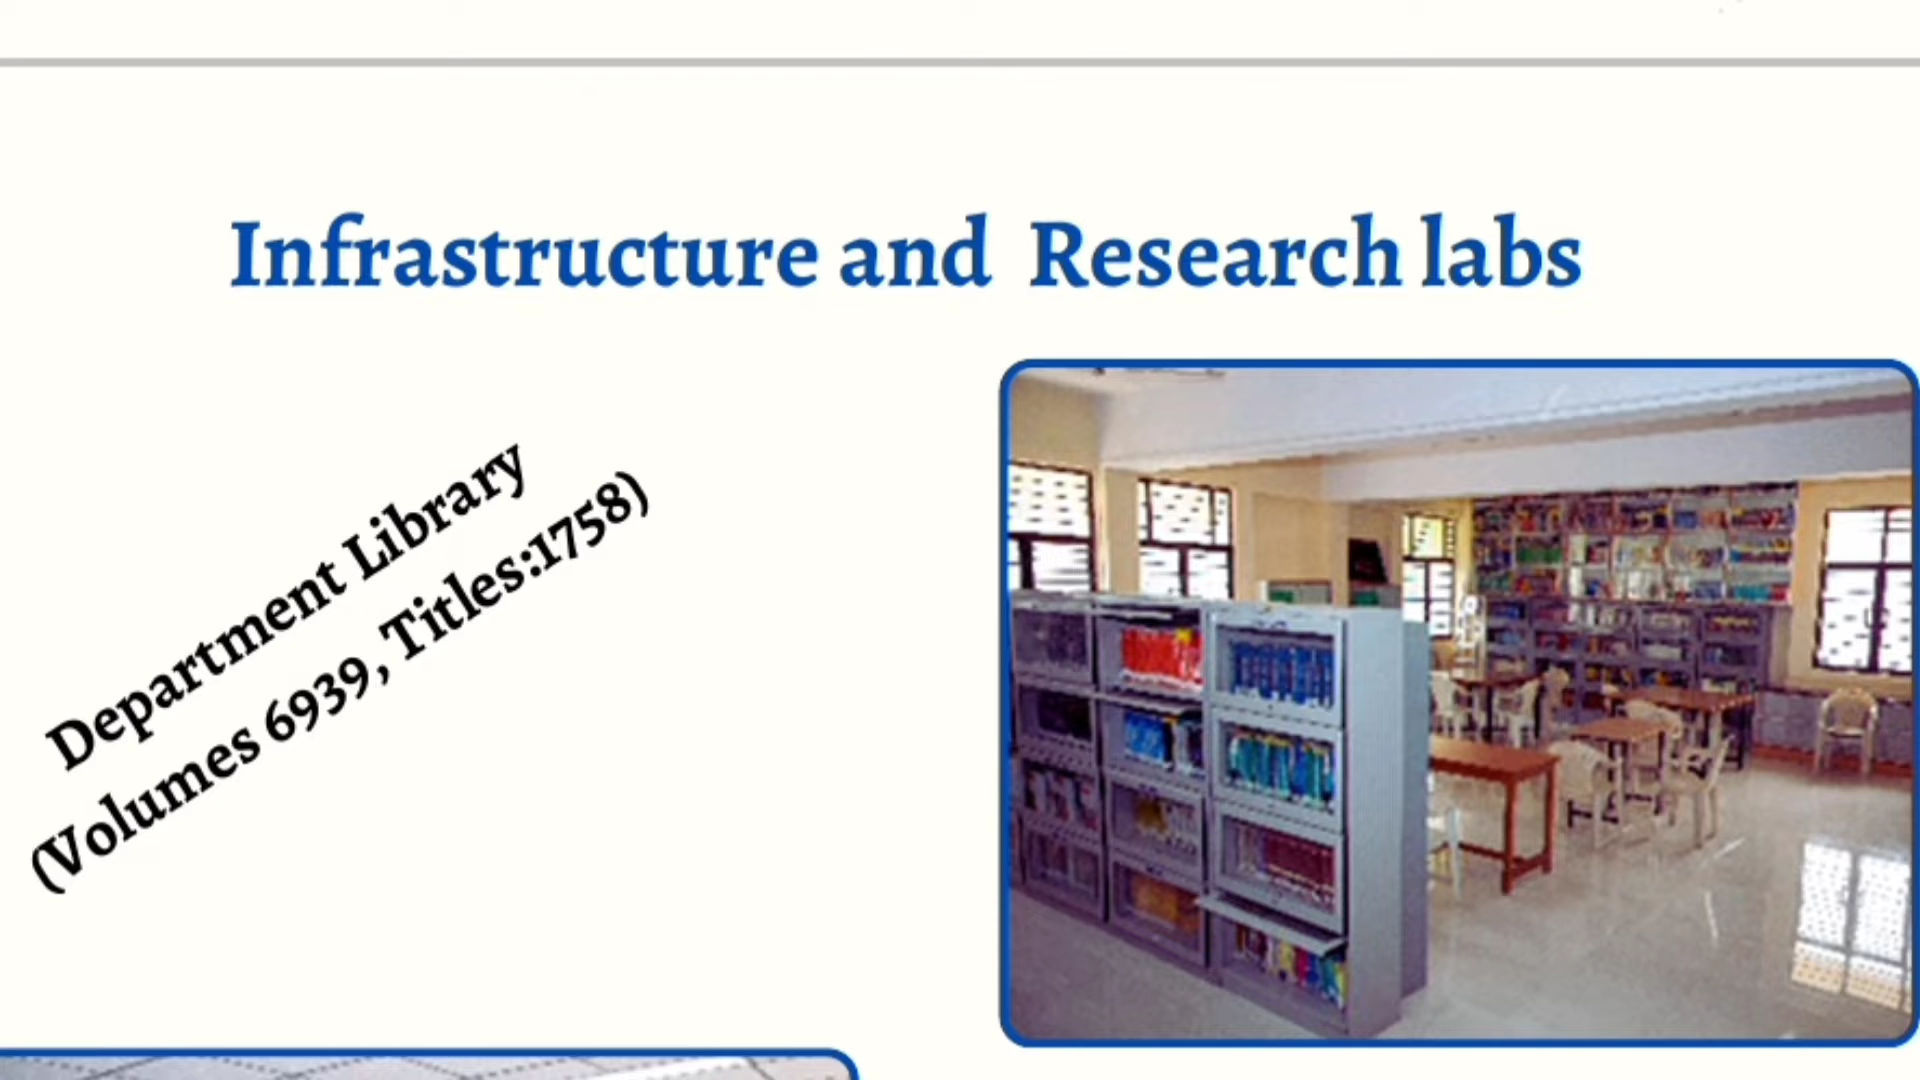 Infrastructure and Research labs
Department Library
(Volumes 6939, Titles:1758)